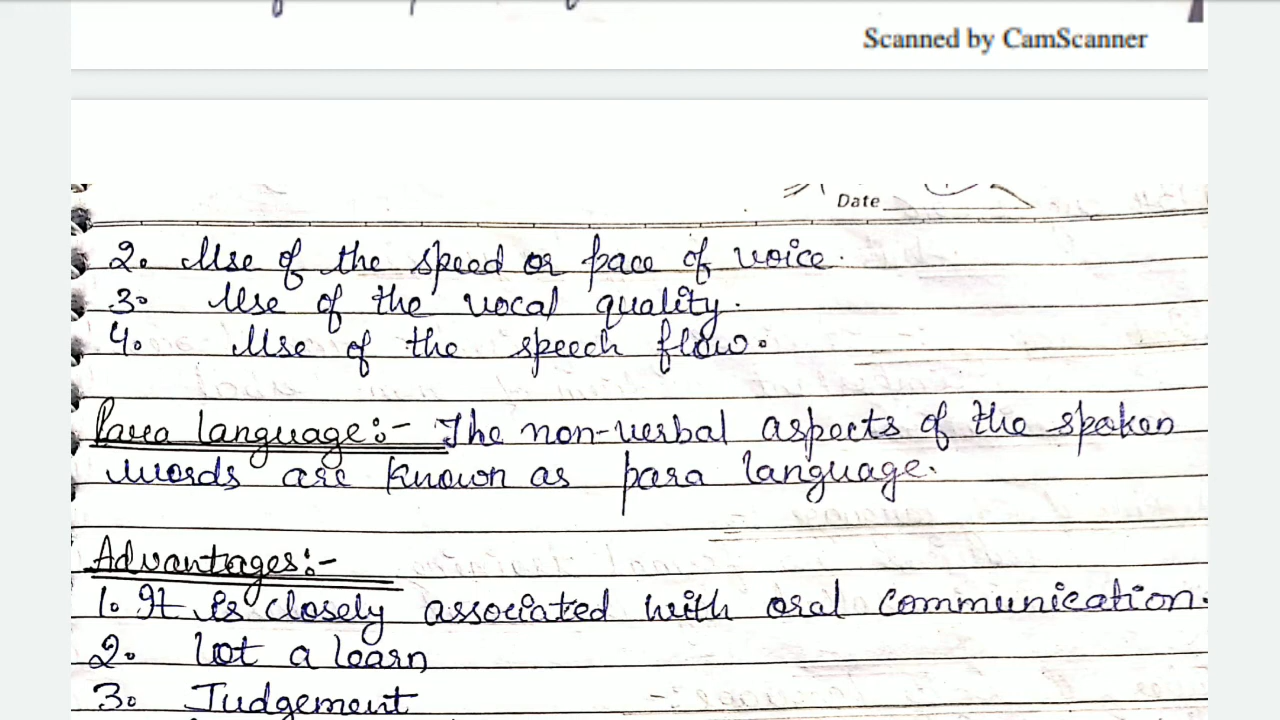 Scanned by CamScanner
Date
2. Use of the speed or pace of voice.
3. Use of the vocal quality.
4. Use of the speech flow.
Para language:- The non-verbal aspects of the spoken
words are known as para language.
Advantages:-
1. It is closely associated with oral communication.
2. Lot a learn
3. Judgement